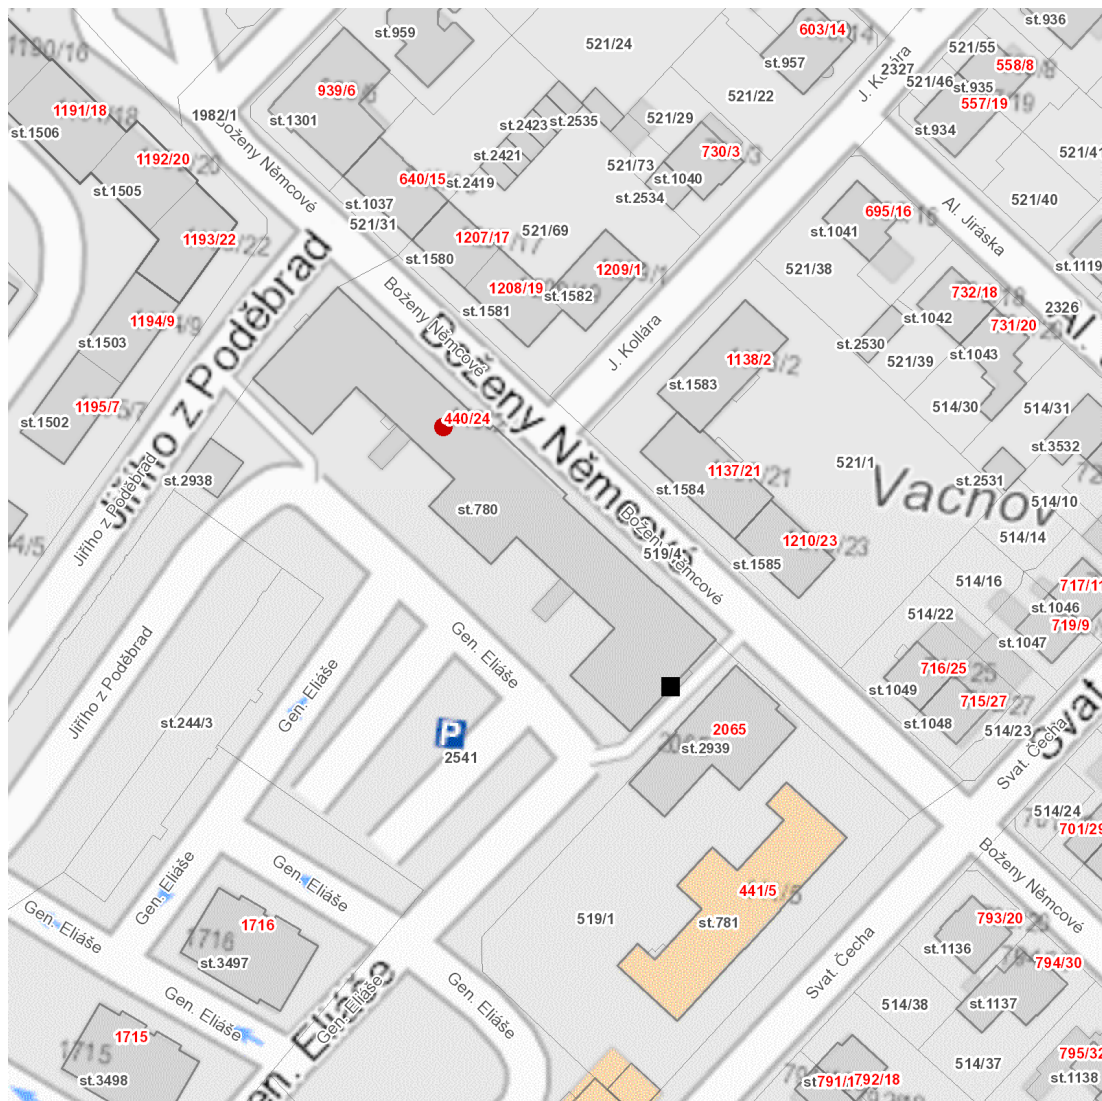 st.959
603/14
521/24
st.957
2327
521/55
st.936
558/8
1190/16
1191/18
st.1506
939/6
st.1301
1982/1
521/22
521/46
st.935
557/19
st.934
J. Kollára
st.2423
st.2535
521/29
521/73
730/3
521/41
1192/20
st.1505
Boženy Němcové
640/15
st.2421
st.2419
st.1040
st.2534
521/40
st.1037
521/31
1193/22
1207/17
521/69
695/16
st.1041
Al. Jiráska
st.1580
1209/1
521/38
st.1119
1208/19
st.1582
st.1581
732/18
2326
st.1042
731/20
Al.
1194/9
st.1503
Jiřího z Poděbrad
Boženy Němcové
Boženy Němcové
J. Kollára
1138/2
st.1583
st.2530
521/39
st.1043
514/30
514/31
1195/7
st.1502
440/24
st.3532
1137/21
521/1
st.1584
st.2531
Vacnov
514/10
st.2938
Jiřího z Poděbrad
st.780
519/4
Boženy Němcové
1210/23
st.1585
514/14
514/16
717/11
st.1046
514/22
719/9
st.1047
Gen. Eliáše
Jiřího z Poděbrad
Gen. Eliáše
716/25
st.1049
715/27
st.1048
514/23
Svat. Čecha
Svat
st.244/3
P
2541
2065
st.2939
514/24
701/29
Boženy Němcové
Gen. Eliáše
Gen. Eliáše
Gen. Eliáše
441/5
519/1
st.781
1716
st.3497
793/20
st.1136
794/30
Svat. Čecha
Gen. Eliáše
Gen. Eliáše
Gen. Eliáše
Gen. Eliáše
514/38
st.1137
1715
st.3498
514/37
795/32
st.1138
792/18